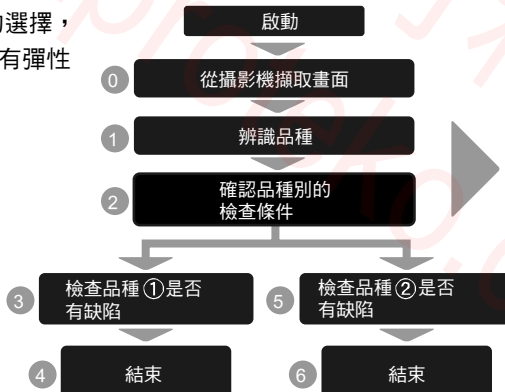 的選擇，
有彈性
啟動
0 從攝影機擷取畫面
1 辨識品種
2 確認品種別的
檢查條件
3 檢查品種①是否
有缺陷
5 檢查品種②是否
有缺陷
4 結束
6 結束